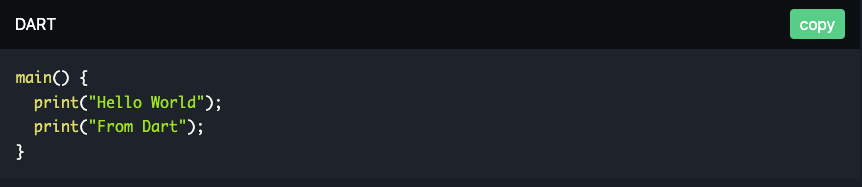 DART
copy
main() {
  print("Hello World");
  print("From Dart");
}